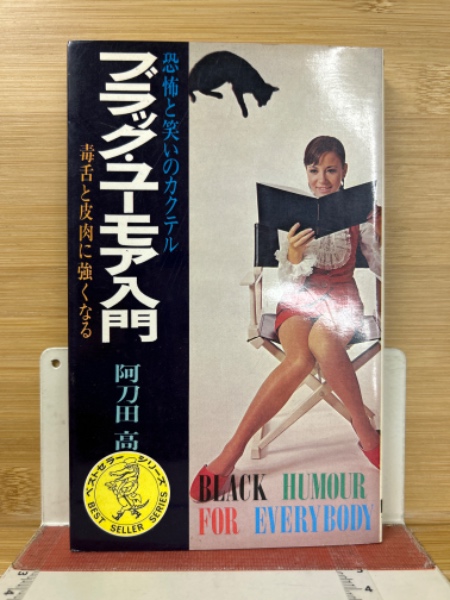 恐怖と笑いのカクテル
ブラック・ユーモア入門
毒舌と皮肉に強くなる
阿刀田 高
ベストセラーシリーズ
BEST SELLER SERIES
BLACK HUMOUR
FOR EVERYBODY